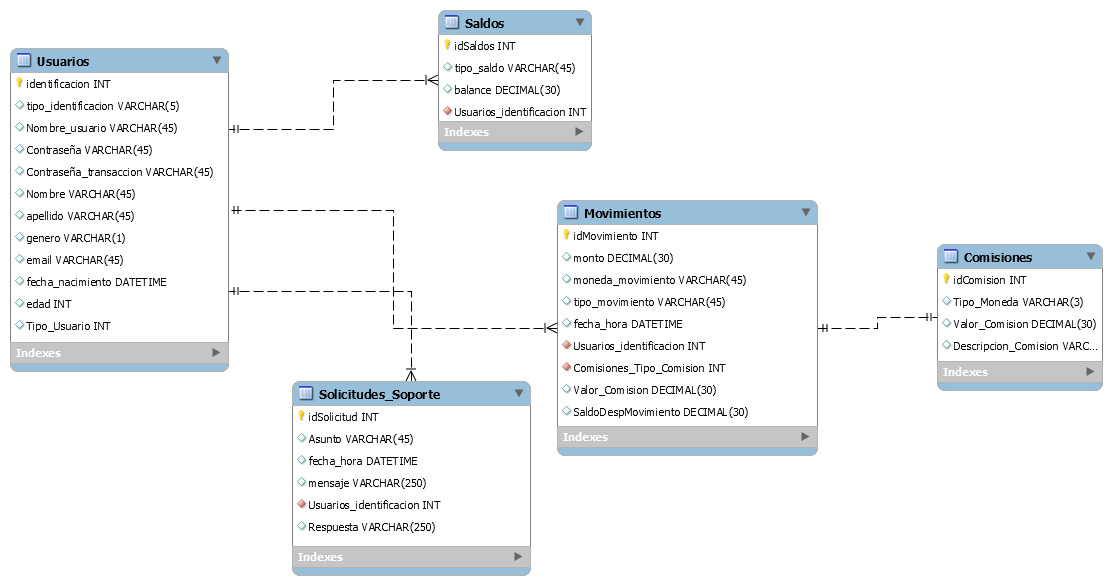 Usuarios
identificacion INT
tipo_identificacion VARCHAR(5)
Nombre_usuario VARCHAR(45)
Contraseña VARCHAR(45)
Contraseña_transaccion VARCHAR(45)
Nombre VARCHAR(45)
apellido VARCHAR(45)
genero VARCHAR(1)
email VARCHAR(45)
fecha_nacimiento DATETIME
edad INT
Tipo_Usuario INT
Indexes
Saldos
idSaldos INT
tipo_saldo VARCHAR(45)
balance DECIMAL(30)
Usuarios_identificacion INT
Indexes
Movimientos
idMovimiento INT
monto DECIMAL(30)
moneda_movimiento VARCHAR(45)
tipo_movimiento VARCHAR(45)
fecha_hora DATETIME
Usuarios_identificacion INT
Comisiones_Tipo_Comision INT
Valor_Comision DECIMAL(30)
SaldoDespMovimiento DECIMAL(30)
Indexes
Comisiones
idComision INT
Tipo_Moneda VARCHAR(3)
Valor_Comision DECIMAL(30)
Descripcion_Comision VARC...
Indexes
Solicitudes_Soporte
idSolicitud INT
Asunto VARCHAR(45)
fecha_hora DATETIME
mensaje VARCHAR(250)
Usuarios_identificacion INT
Respuesta VARCHAR(250)
Indexes